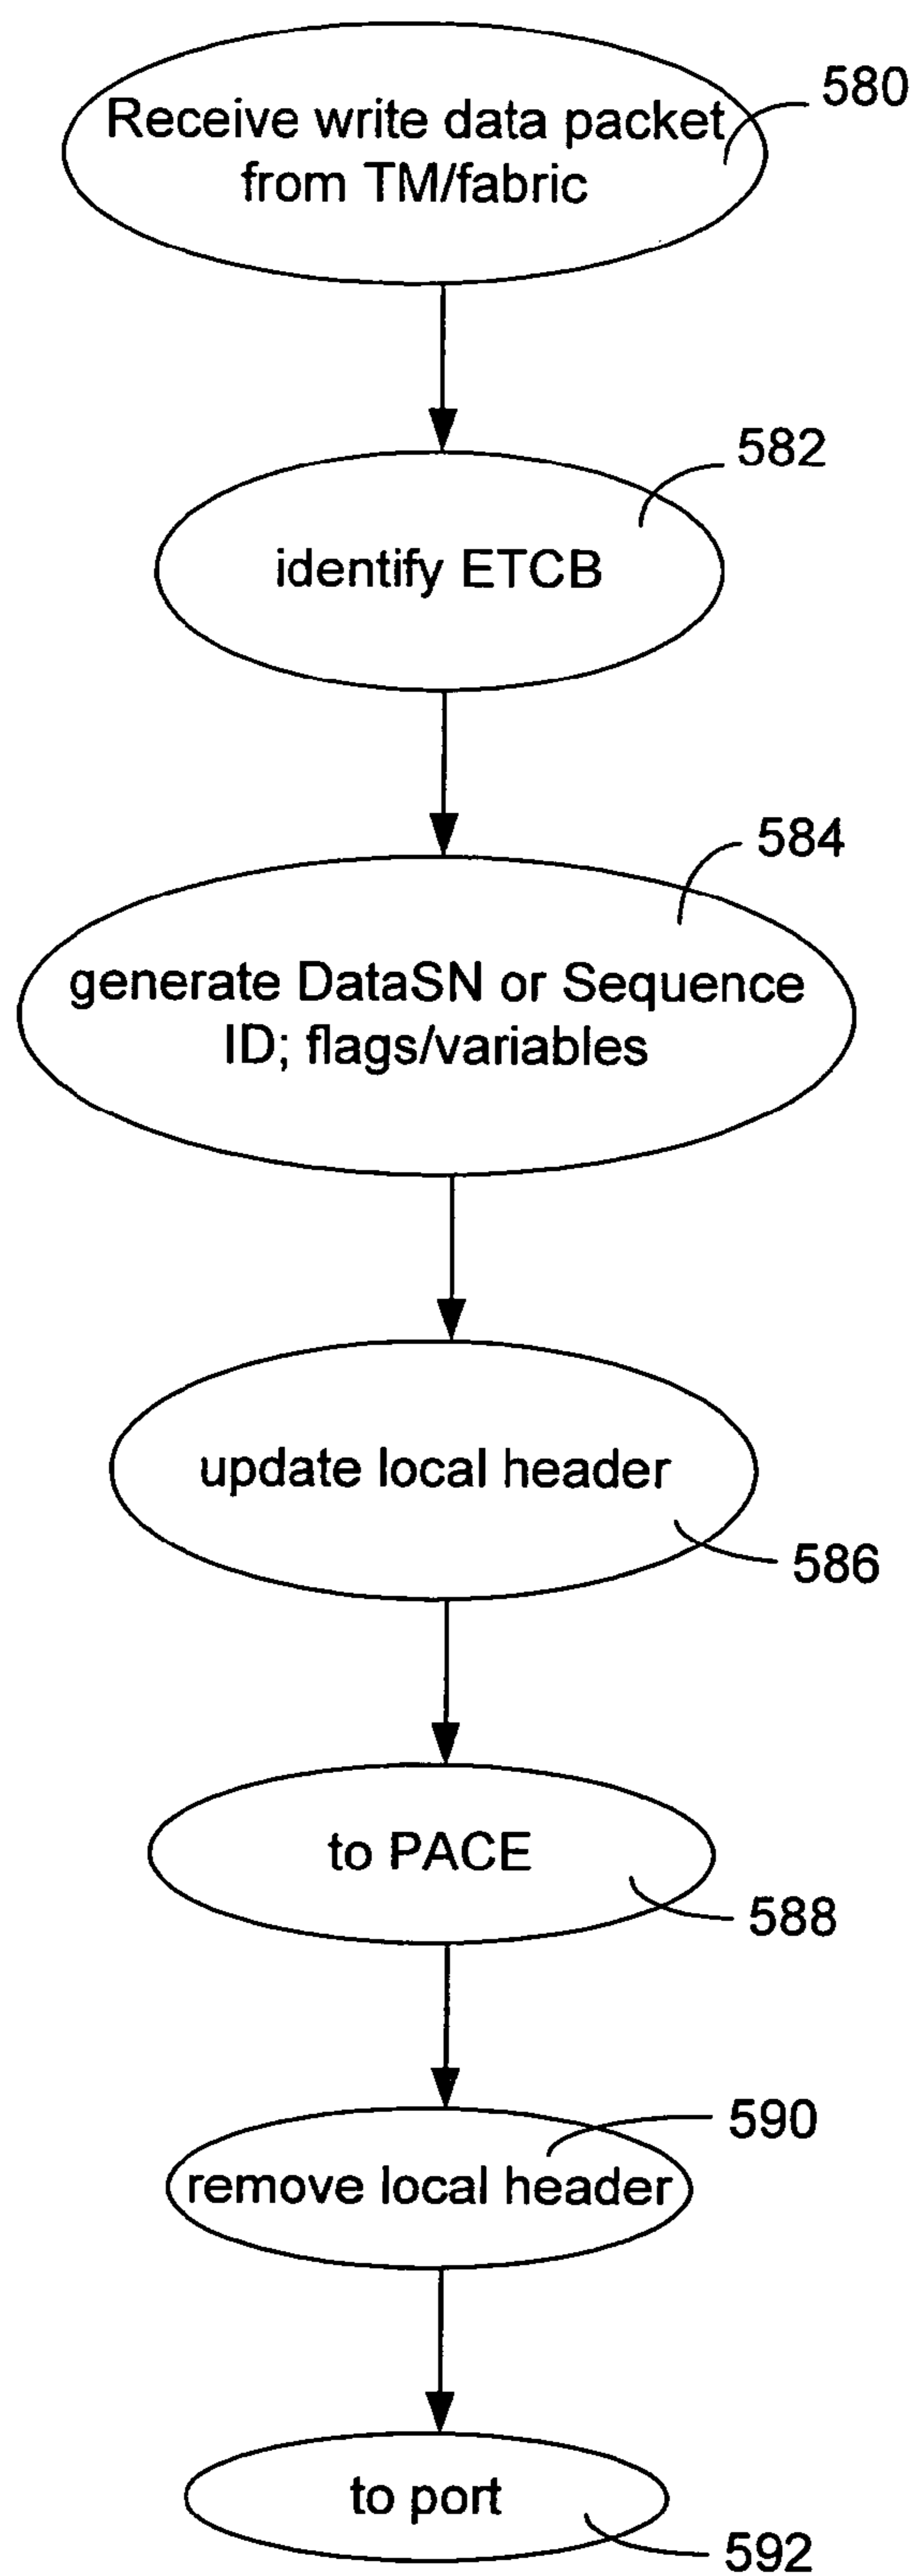 Receive write data packet
from TM/fabric
580
identify ETCB
582
generate DataSN or Sequence
ID; flags/variables
584
update local header
586
to PACE
588
remove local header
590
to port
592